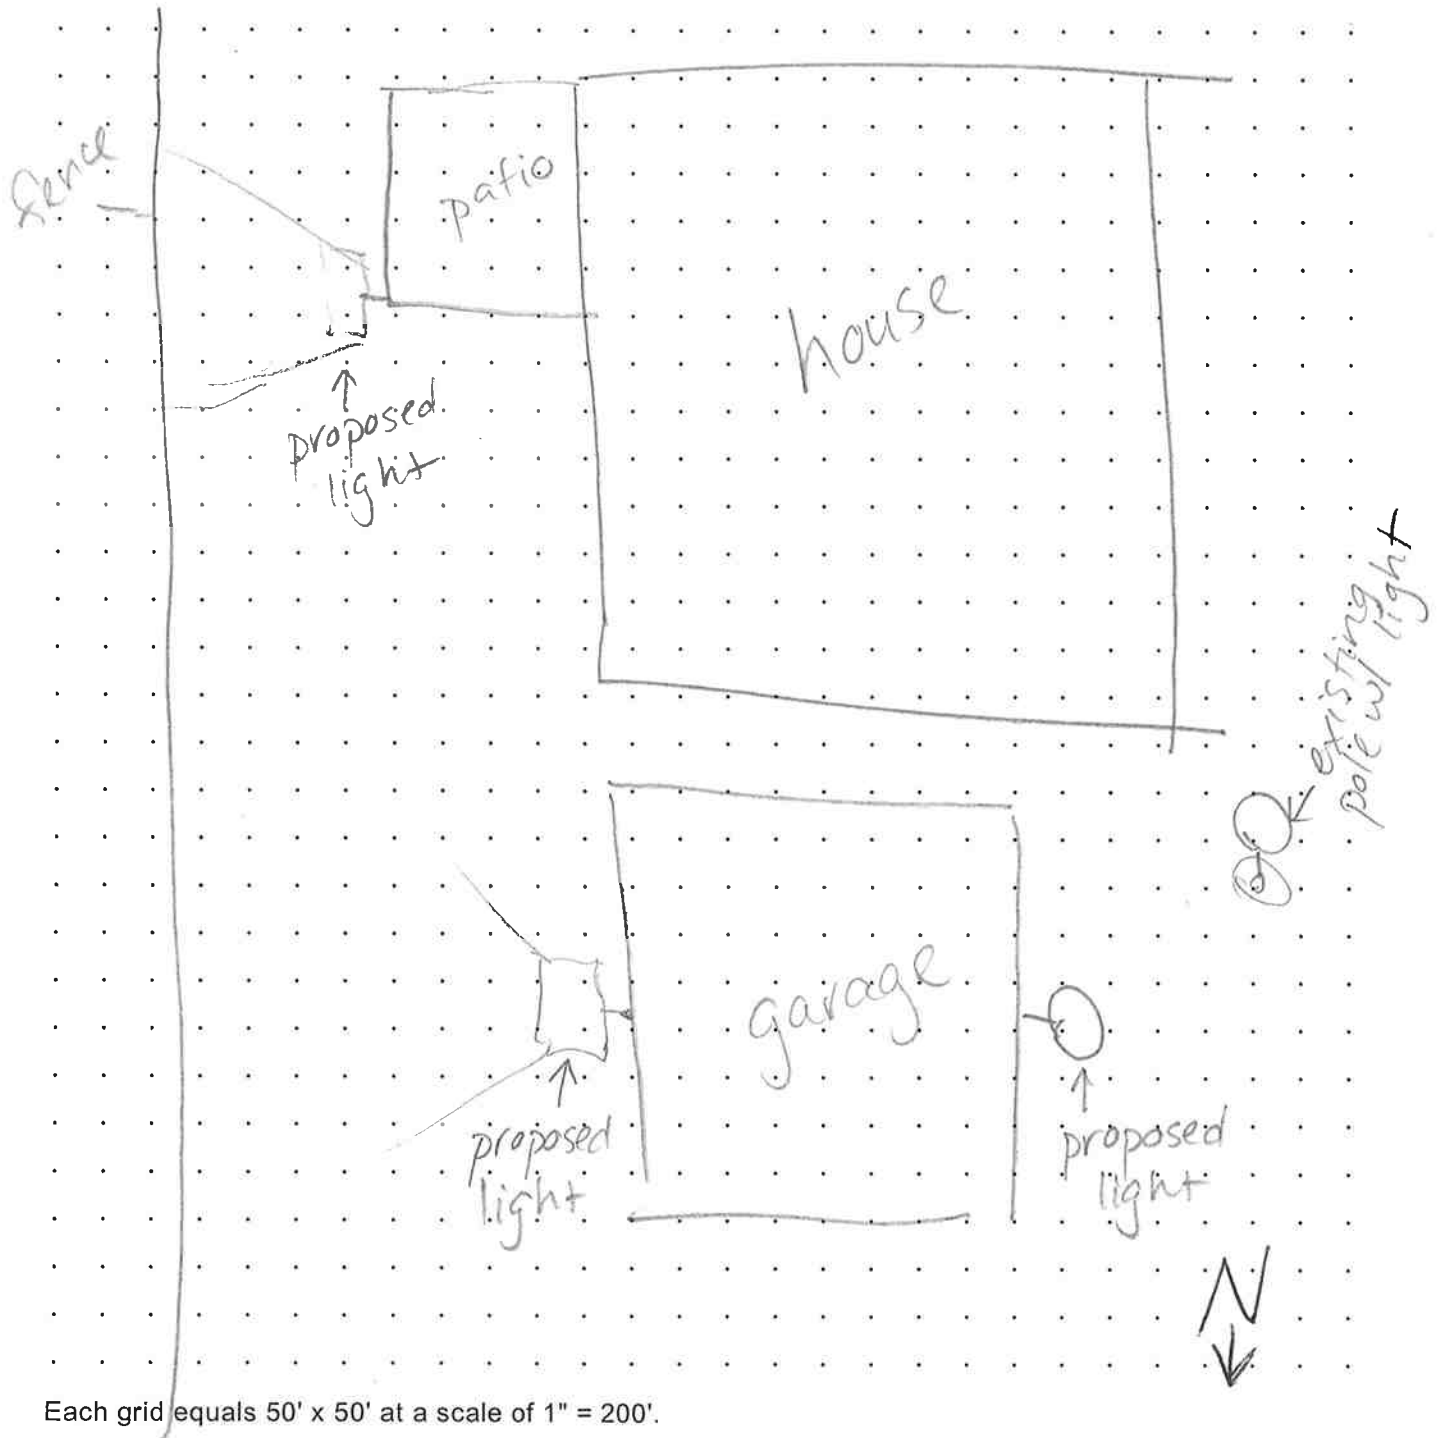 fence
patio
house
proposed
light
existing
pole w/ light
garage
proposed
light
proposed
light
N
Each grid equals 50' x 50' at a scale of 1" = 200'.